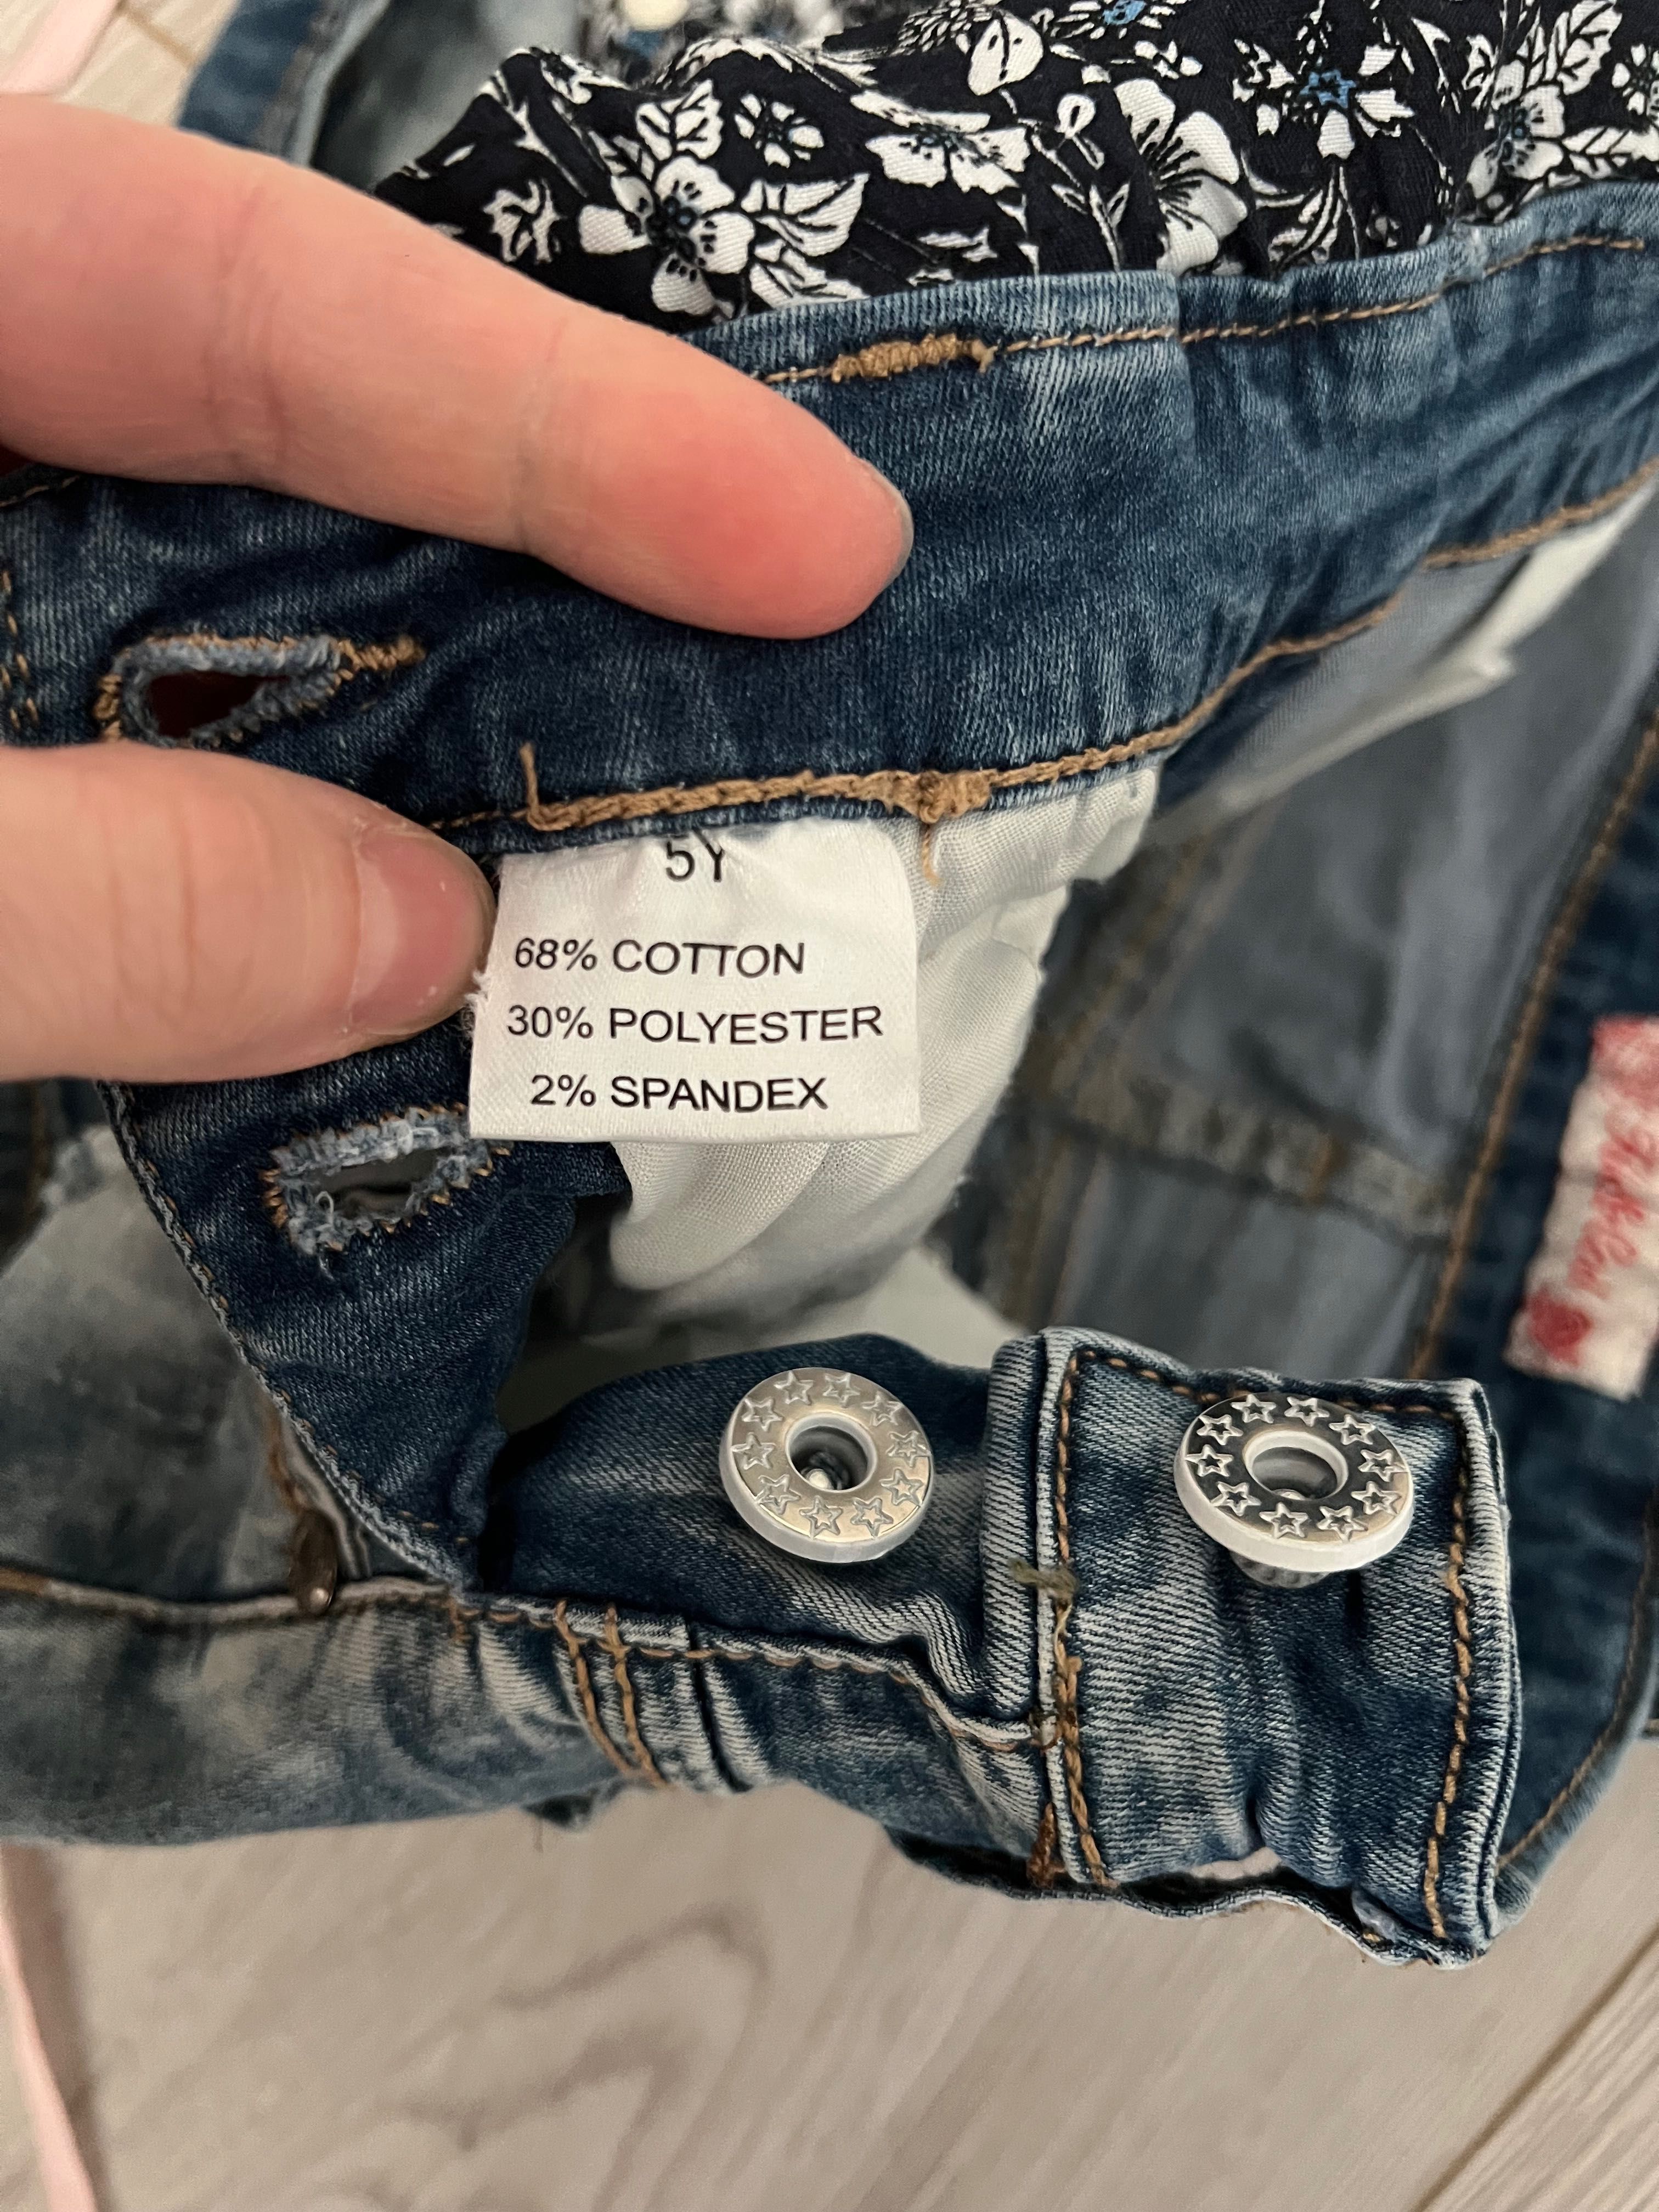 5Y
68% COTTON
30% POLYESTER
2% SPANDEX